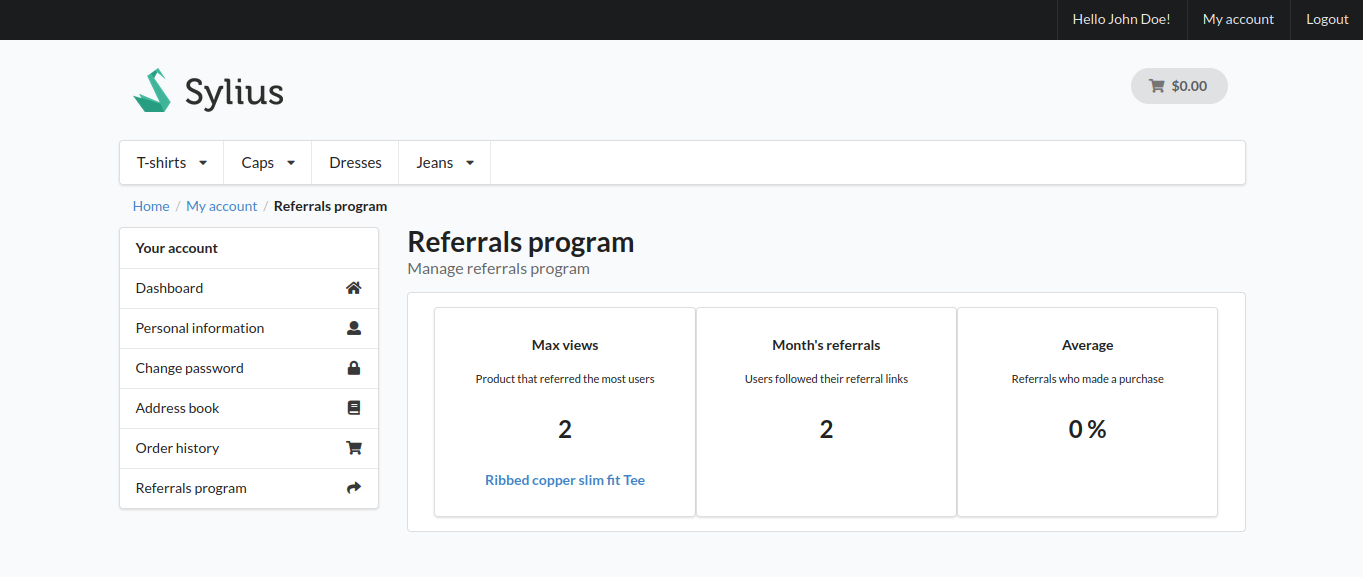 Hello John Doe! My account Logout
Sylius
$0.00
T-shirts Caps Dresses Jeans
Home / My account / Referrals program
Your account
Dashboard
Personal information
Change password
Address book
Order history
Referrals program
Referrals program
Manage referrals program
Max views
Product that referred the most users
2
Ribbed copper slim fit Tee
Month's referrals
Users followed their referral links
2
Average
Referrals who made a purchase
0 %